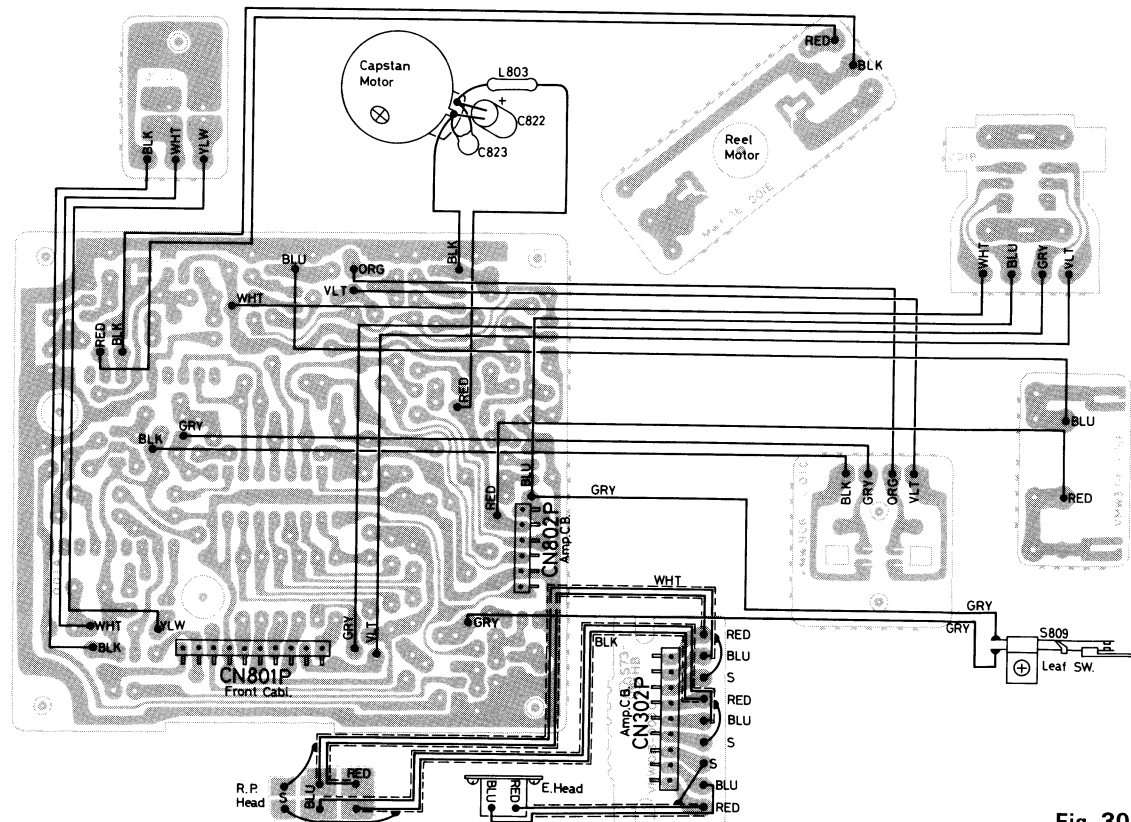 RED
BLK
Capstan
Motor
L803
+
C822
C823
Reel
Motor
BLK
WHT
YLW
WHT
BLU
GRY
VLT
BLU
ORG
BLK
VLT
WHT
RED
BLK
RED
GRY
BLK
BLU
RED
BLU
RED
GRY
BLK
GRY
ORG
VLT
CN802P
Amp.C.B.
WHT
YLW
BLK
GRY
VLT
GRY
CN801P
Front Cabi.
WHT
BLK
RED
BLU
S
RED
BLU
S
S
BLU
RED
Amp.C.B.
CN302P
GRY
GRY
S809
Leaf SW.
R.P.
Head
S
BLU
RED
BLU
RED
E.Head
Fig. 30